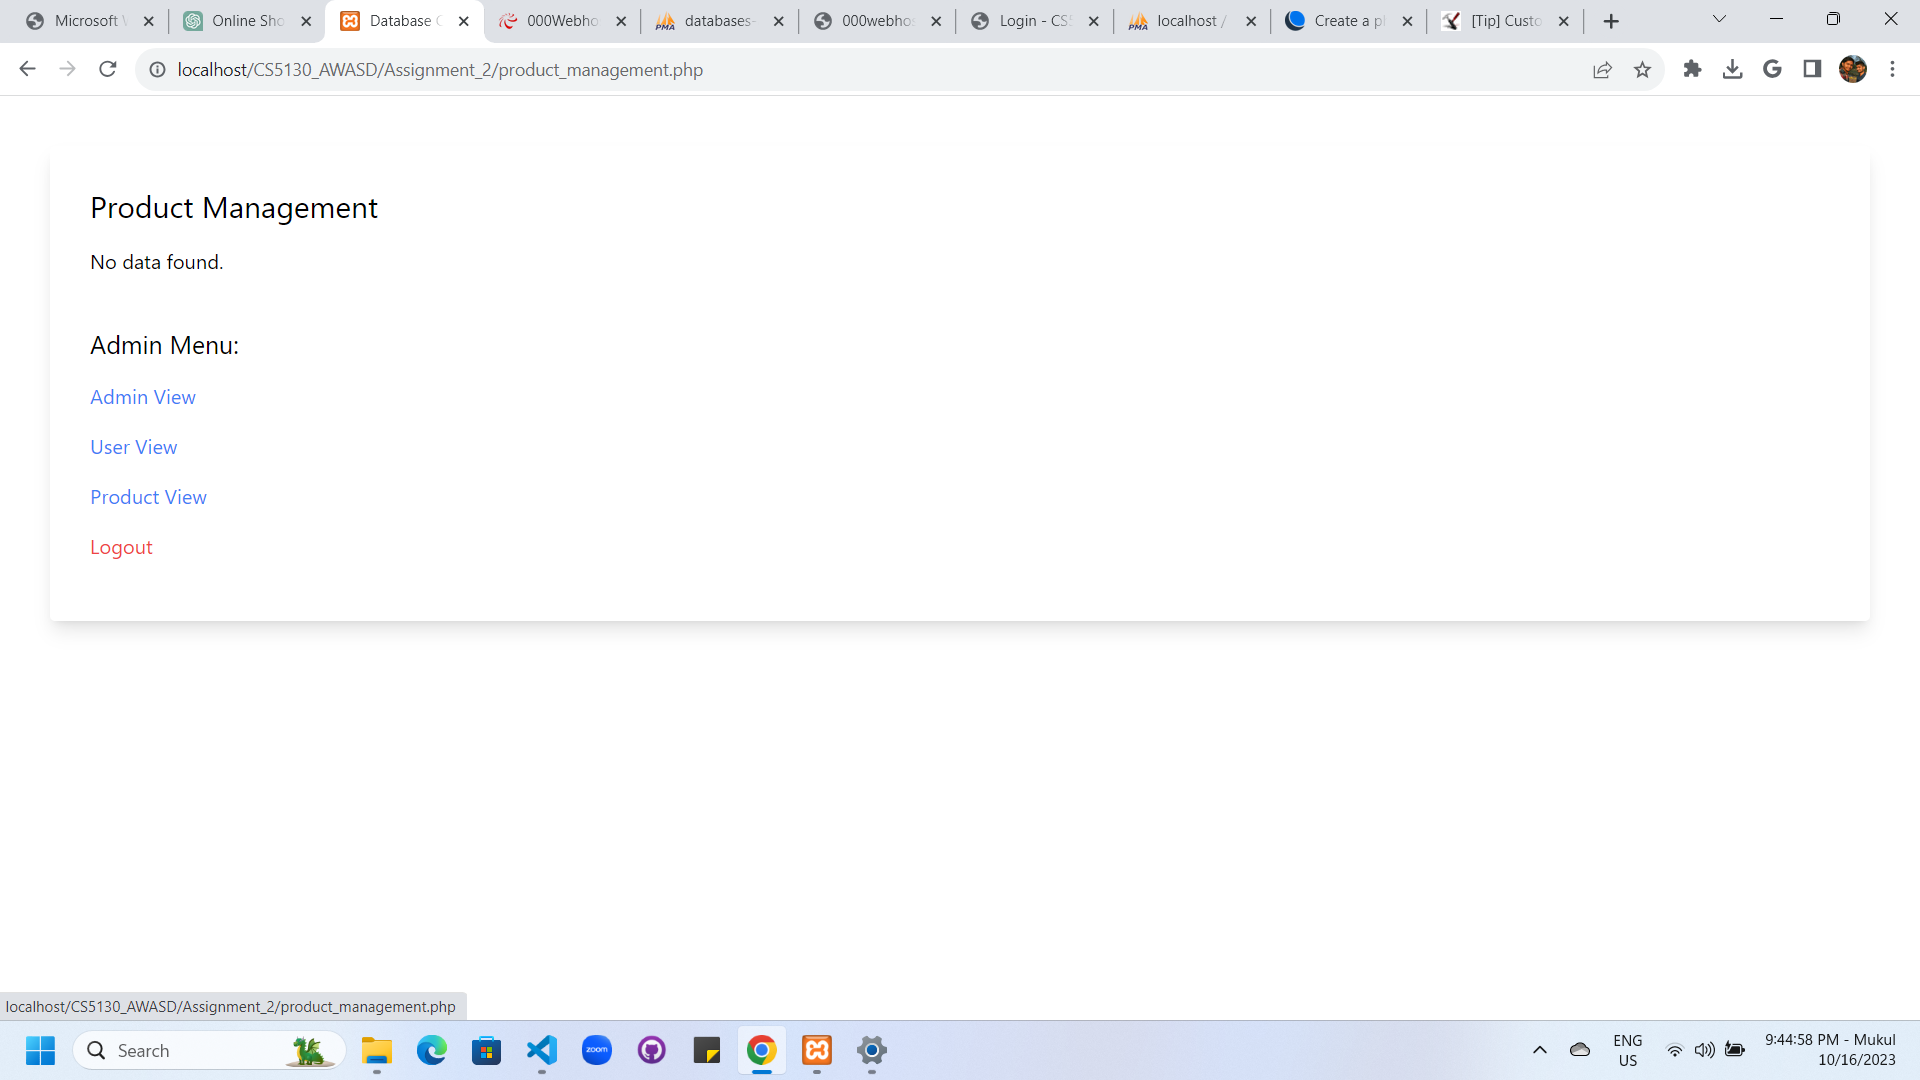 Microsoft
Online Sho
Database
000Webho
databases-
000webho
Login - CS
localhost /
Create a p
[Tip] Custo
localhost/CS5130_AWASD/Assignment_2/product_management.php
Product Management
No data found.
Admin Menu:
Admin View
User View
Product View
Logout
localhost/CS5130_AWASD/Assignment_2/product_management.php
Search
zoom
ENG
US
9:44:58 PM - Mukul
10/16/2023